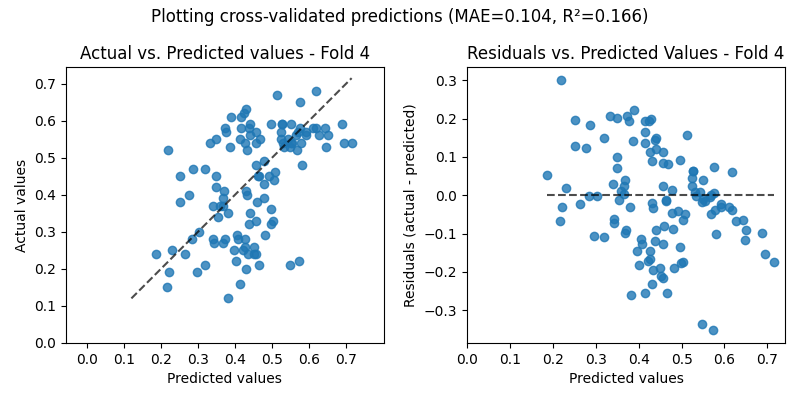 Plotting cross-validated predictions (MAE=0.104, R²=0.166)
Actual vs. Predicted values - Fold 4
Residuals vs. Predicted Values - Fold 4
Actual values
0.7
0.6
0.5
0.4
0.3
0.2
0.1
0.0
0.0 0.1 0.2 0.3 0.4 0.5 0.6 0.7
Predicted values
Residuals (actual - predicted)
0.3
0.2
0.1
0.0
−0.1
−0.2
−0.3
0.0 0.1 0.2 0.3 0.4 0.5 0.6 0.7
Predicted values